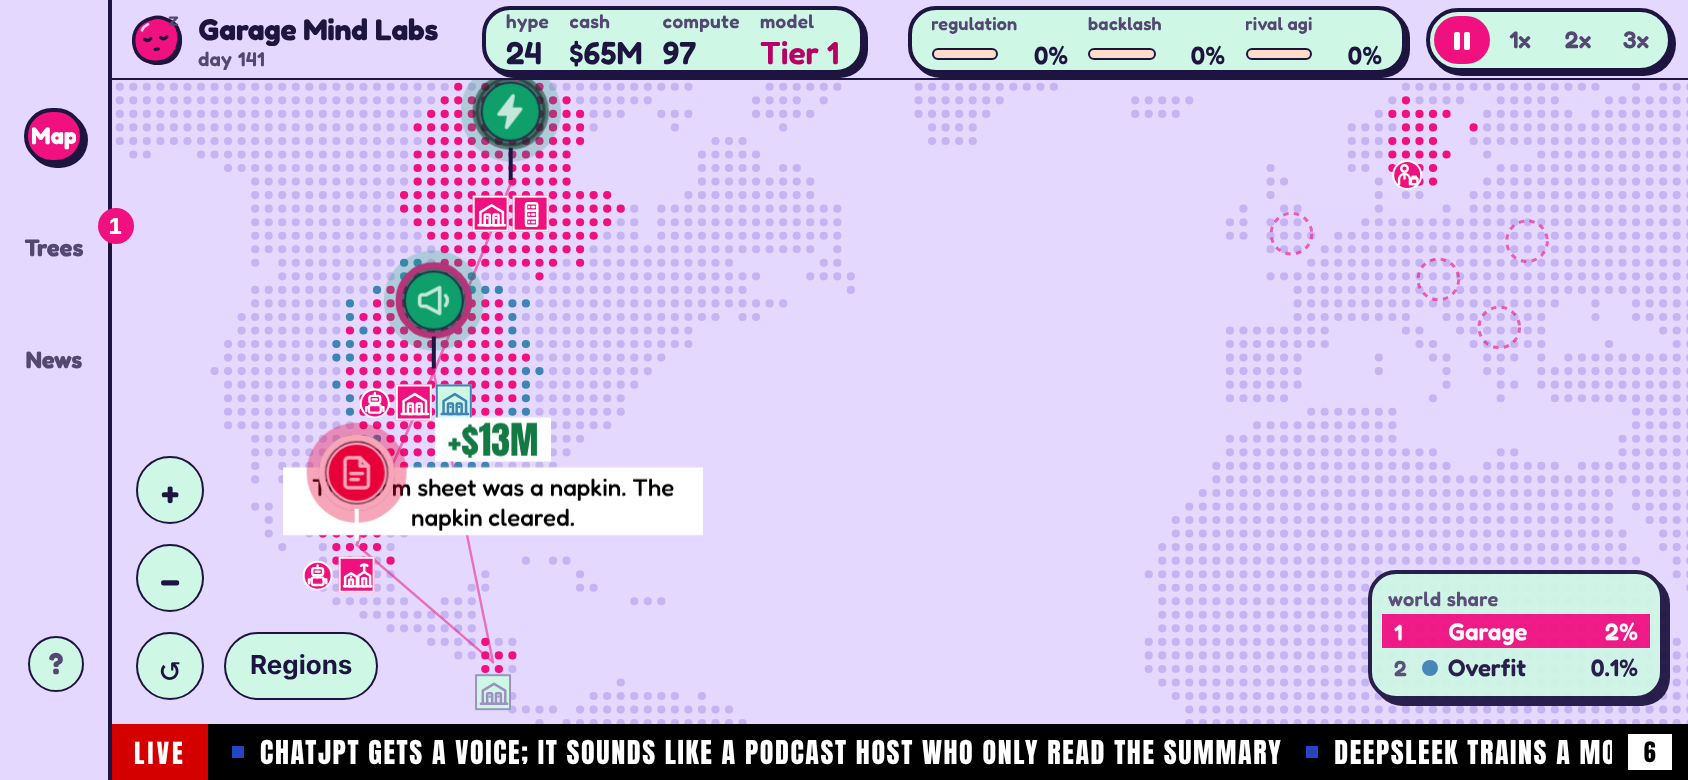 Garage Mind Labs
day 141
hype
24
cash
$65M
compute
97
model
Tier 1
regulation
0%
backlash
0%
rival agi
0%
1x
2x
3x
Map
1
Trees
News
+$13M
sheet was a napkin. The
napkin cleared.
+
−
?
Regions
world share
1 Garage 2%
2 Overfit 0.1%
LIVE
CHATJPT GETS A VOICE; IT SOUNDS LIKE A PODCAST HOST WHO ONLY READ THE SUMMARY
DEEPSLEEK TRAINS A
6